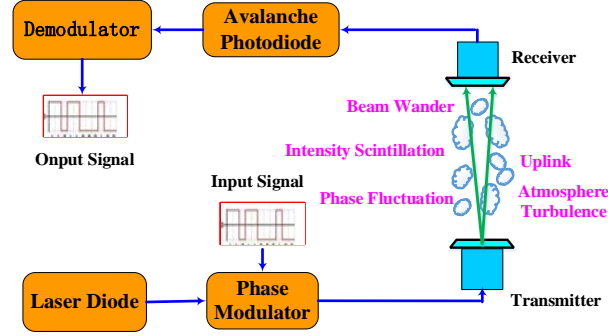 Demodulator
Avalanche
Photodiode
Receiver
Beam Wander
Onput Signal
Intensity Scintillation
Uplink
Input Signal
Phase Fluctuation
Atmosphere
Turbulence
Laser Diode
Phase
Modulator
Transmitter